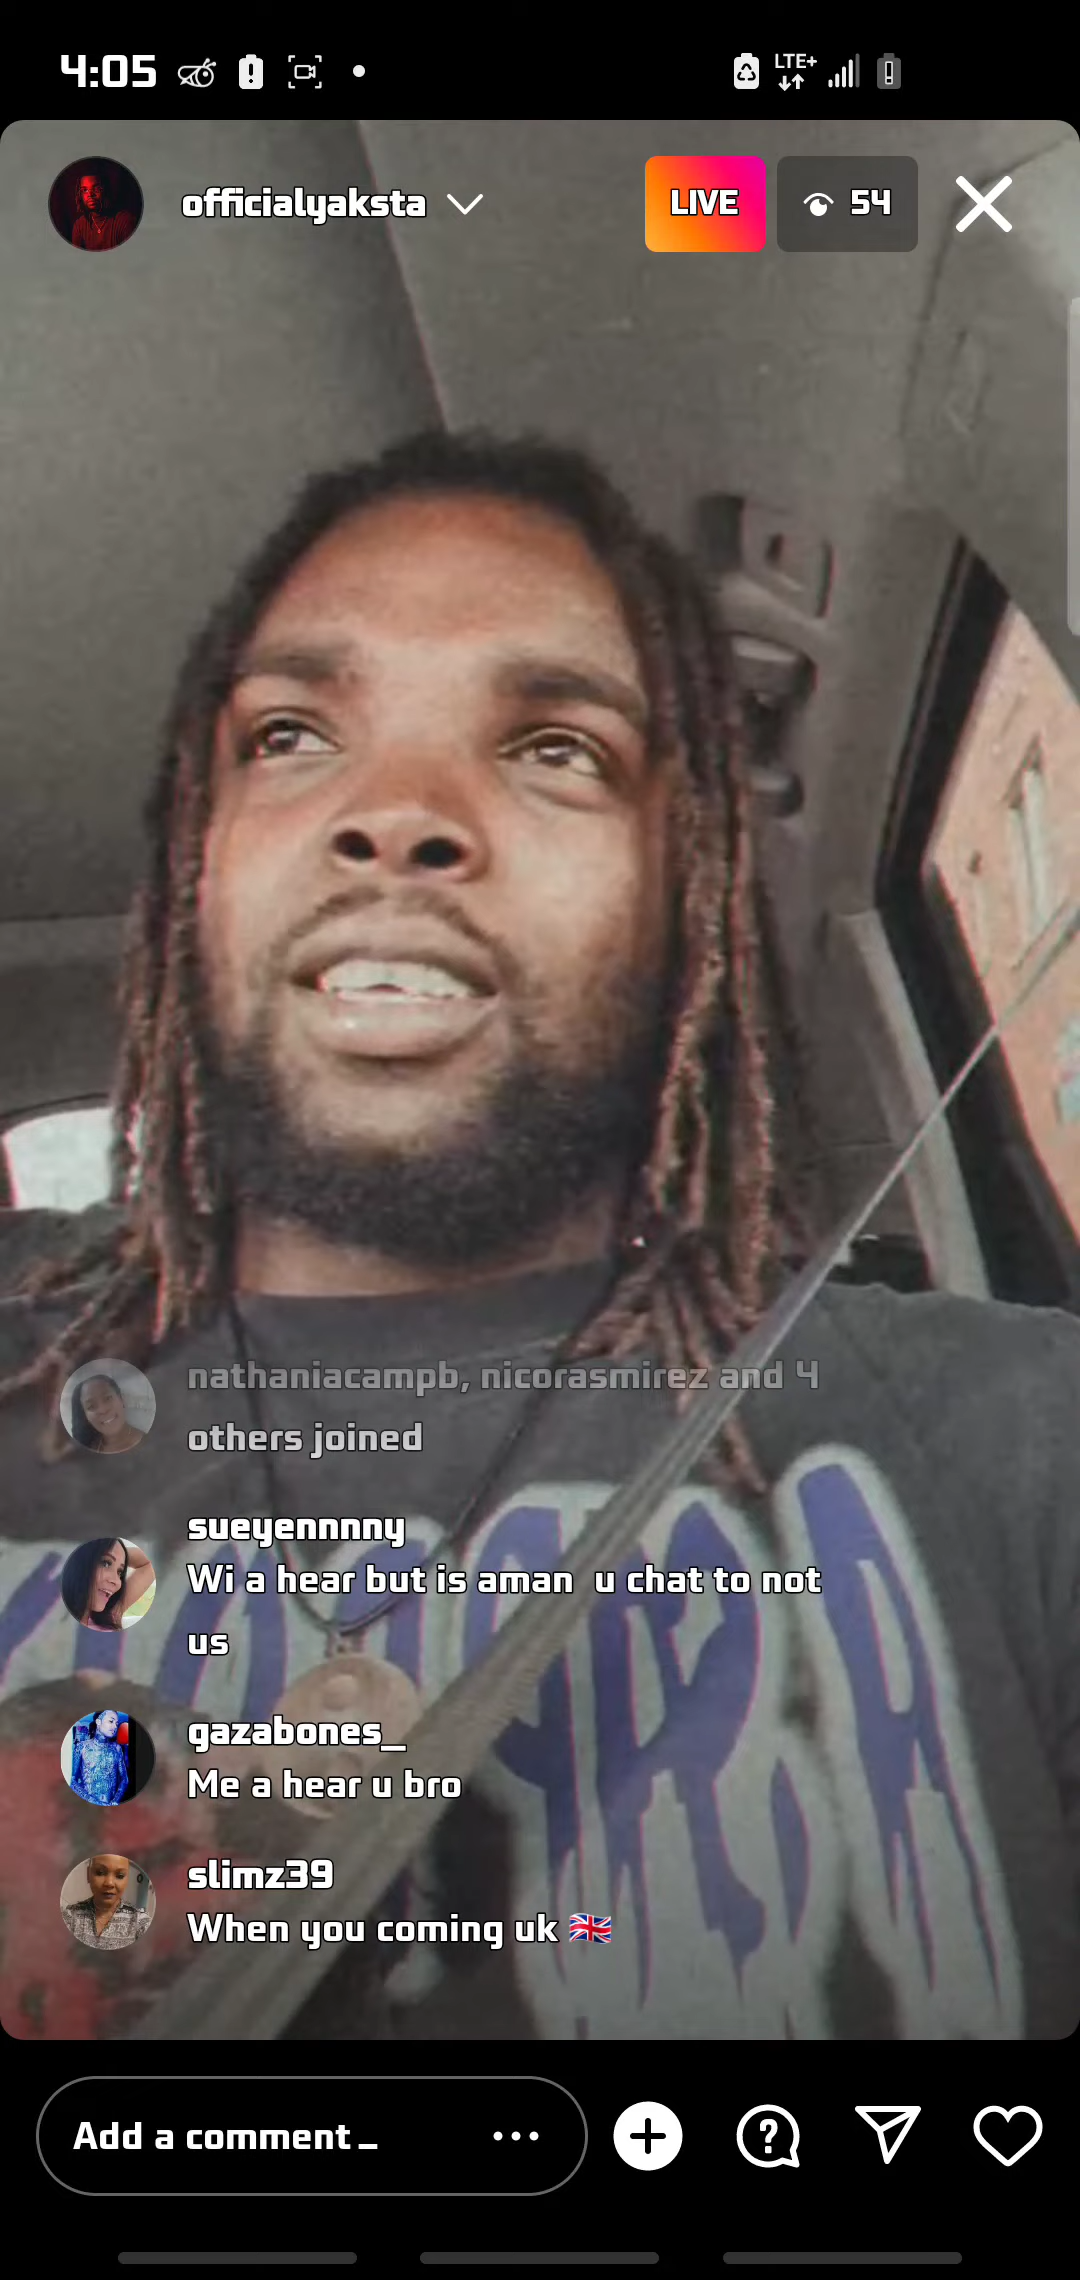 4:05
LTE+
officialyaksta
LIVE
54
nathaniacampb, nicorasmirez and 4
others joined
sueyennnny
Wi a hear but is aman  u chat to not
us
gazabones_
Me a hear u bro
slimz39
When you coming uk 🇬🇧
Add a comment_